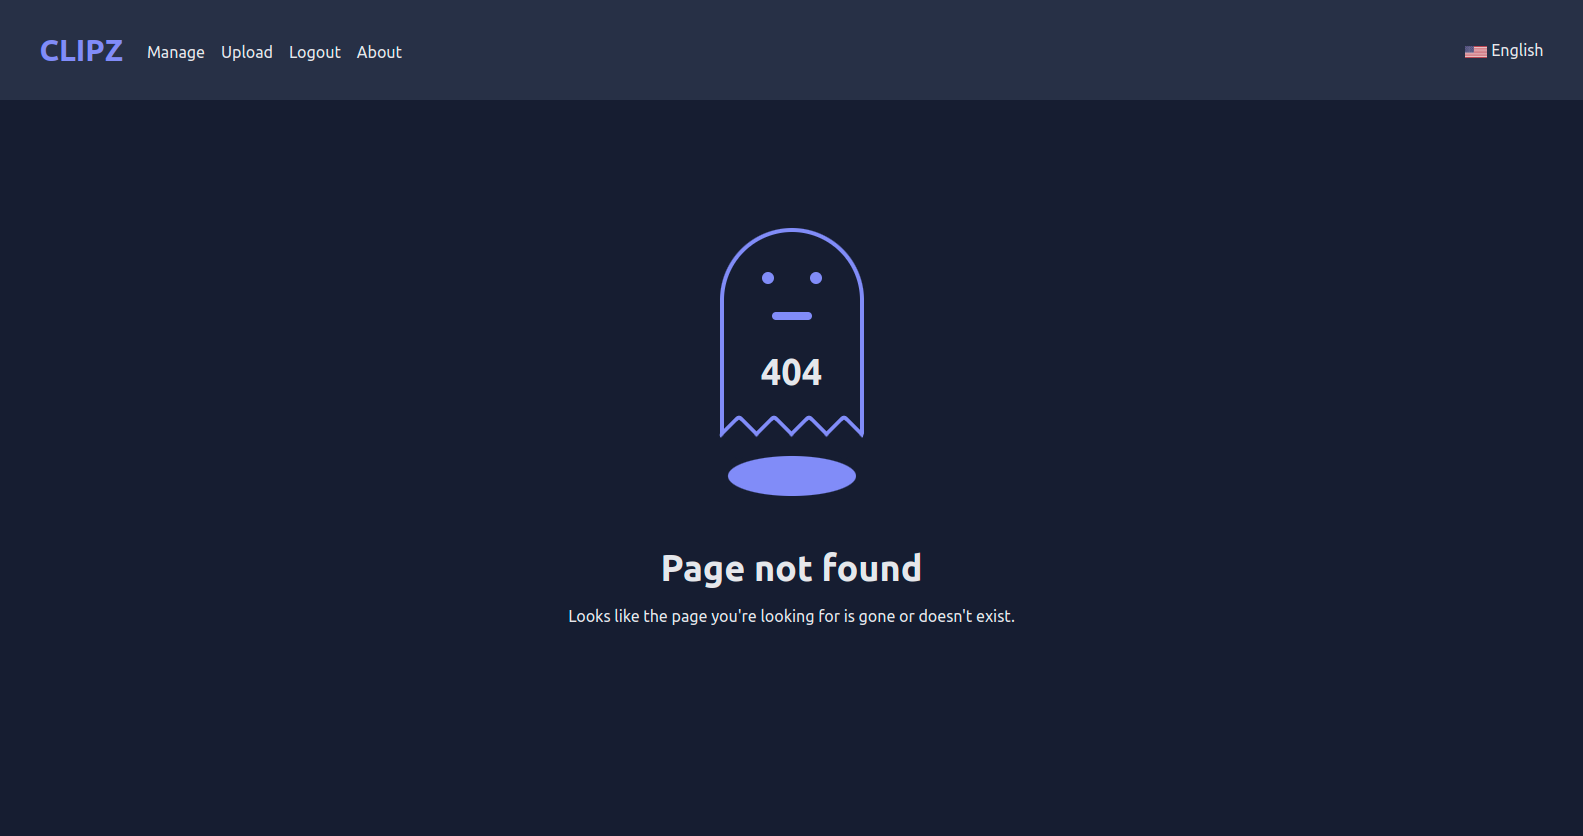 CLIPZ Manage Upload Logout About English
404
Page not found
Looks like the page you're looking for is gone or doesn't exist.